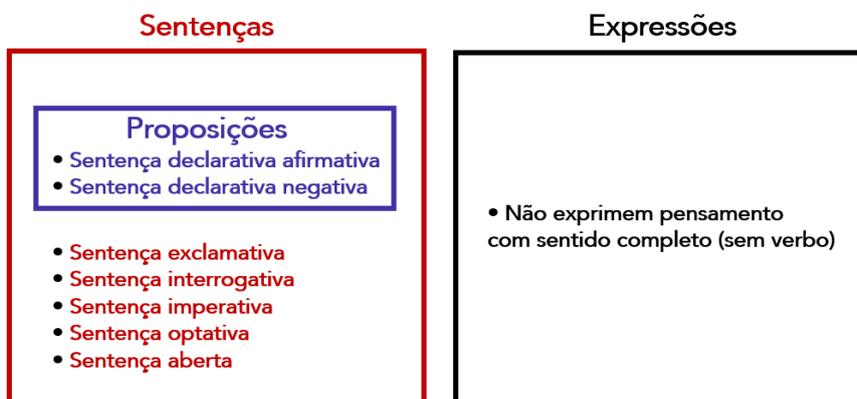 Sentenças
Proposições
• Sentença declarativa afirmativa
• Sentença declarativa negativa
• Sentença exclamativa
• Sentença interrogativa
• Sentença imperativa
• Sentença optativa
• Sentença aberta
Expressões
• Não exprimem pensamento
com sentido completo (sem verbo)